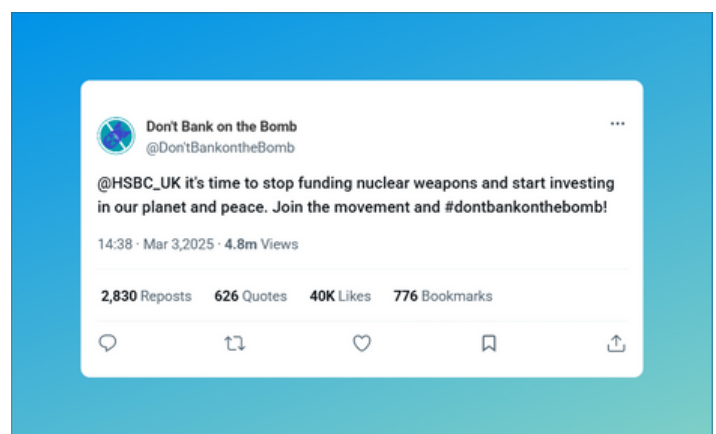 Don't Bank on the Bomb
@Don'tBankontheBomb
@HSBC_UK it's time to stop funding nuclear weapons and start investing
in our planet and peace. Join the movement and #dontbankonthebomb!
14:38 · Mar 3,2025 · 4.8m Views
2,830 Reposts 626 Quotes 40K Likes 776 Bookmarks